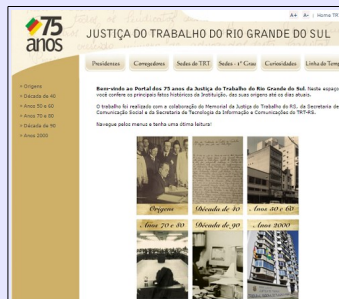 A+ A- | Home TR
75
anos
JUSTIÇA DO TRABALHO DO RIO GRANDE DO SUL
Presidentes Corregedores Sedes do TRT Sedes - 1º Grau Curiosidades Linha do Temp
» Origens
» Década de 40
» Anos 50 e 60
» Anos 70 e 80
» Década de 90
» Anos 2000
Bem-vindo ao Portal dos 75 anos da Justiça do Trabalho do Rio Grande do Sul. Neste espaço
você confere os principais fatos históricos da Instituição, das suas origens até os dias atuais.
O trabalho foi realizado com a colaboração do Memorial da Justiça do Trabalho do RS, da Secretaria de
Comunicação Social e da Secretaria de Tecnologia da Informação e Comunicações do TRT-RS.
Navegue pelos menus e tenha uma ótima leitura!
Origens Década de 40 Anos 50 e 60
Anos 70 e 80 Década de 90 Anos 2000